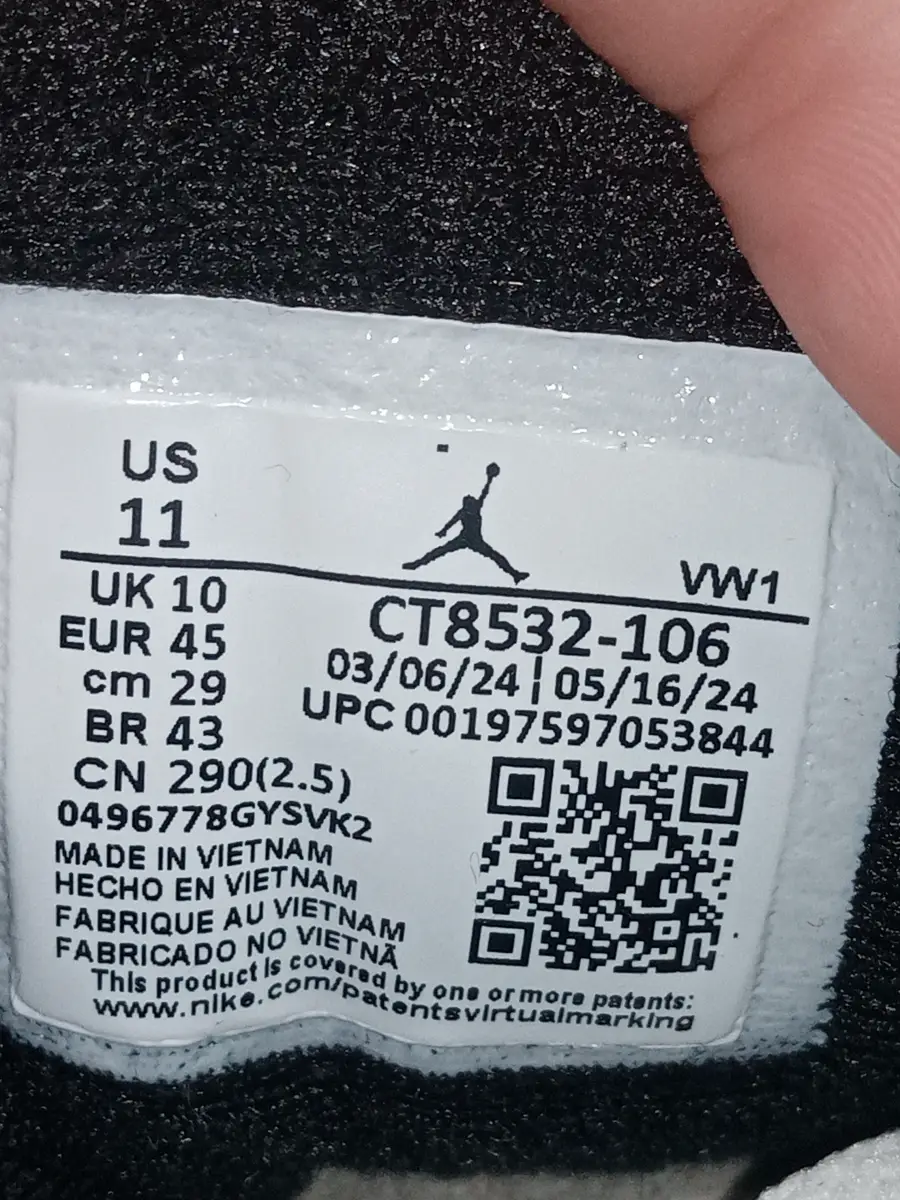 US
11
VW1
UK 10
EUR 45
cm 29
BR 43
CN 290(2.5)
CT8532-106
03/06/24 ¦ 05/16/24
UPC 00197597053844
0496778GYSVK2
MADE IN VIETNAM
HECHO EN VIETNAM
FABRIQUE AU VIETNAM
FABRICADO NO VIETNÃ
This product is covered by one or more patents:
www.nike.com/patentsvirtualmarking